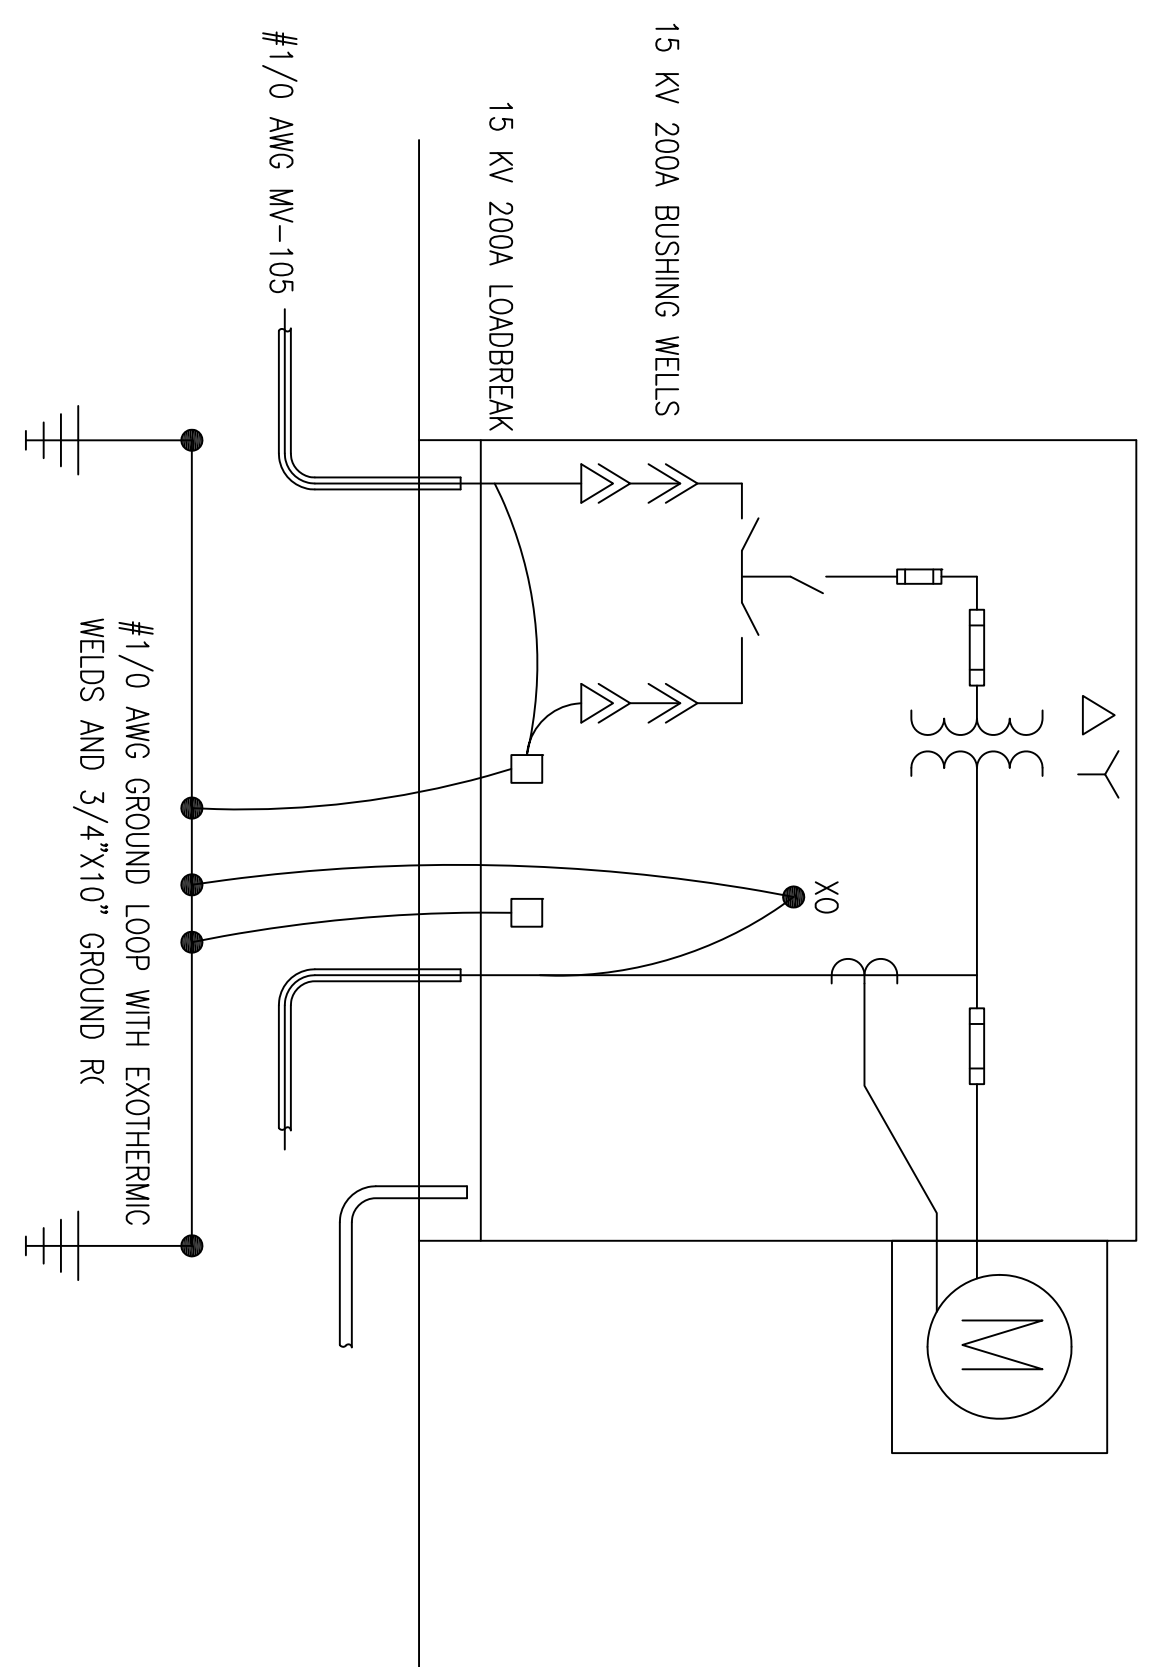 15 KV 200A BUSHING WELLS
15 KV 200A LOADBREAK
#1/0 AWG MV-105
X0
M
#1/0 AWG GROUND LOOP WITH EXOTHERMIC
WELDS AND 3/4"X10" GROUND